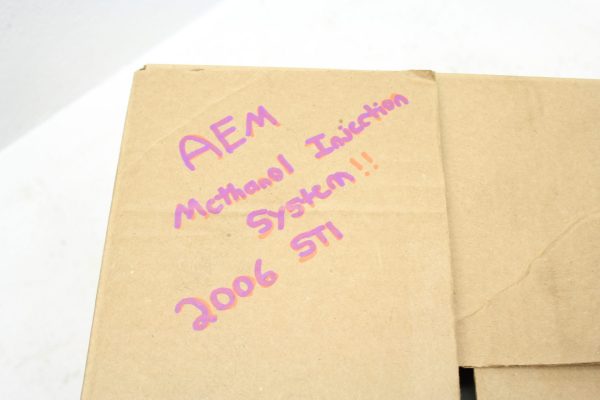 AEM
Methanol Injection
System!!
2006 STI